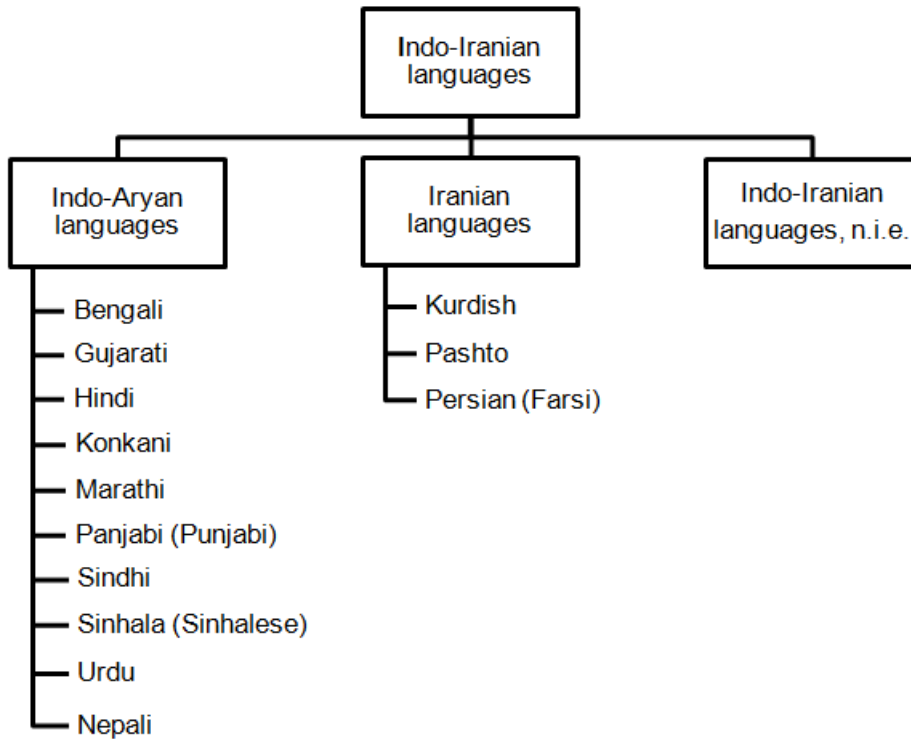 Indo-Iranian
languages
Indo-Aryan
languages
Iranian
languages
Indo-Iranian
languages, n.i.e.
Bengali
Gujarati
Hindi
Konkani
Marathi
Panjabi (Punjabi)
Sindhi
Sinhala (Sinhalese)
Urdu
Nepali
Kurdish
Pashto
Persian (Farsi)